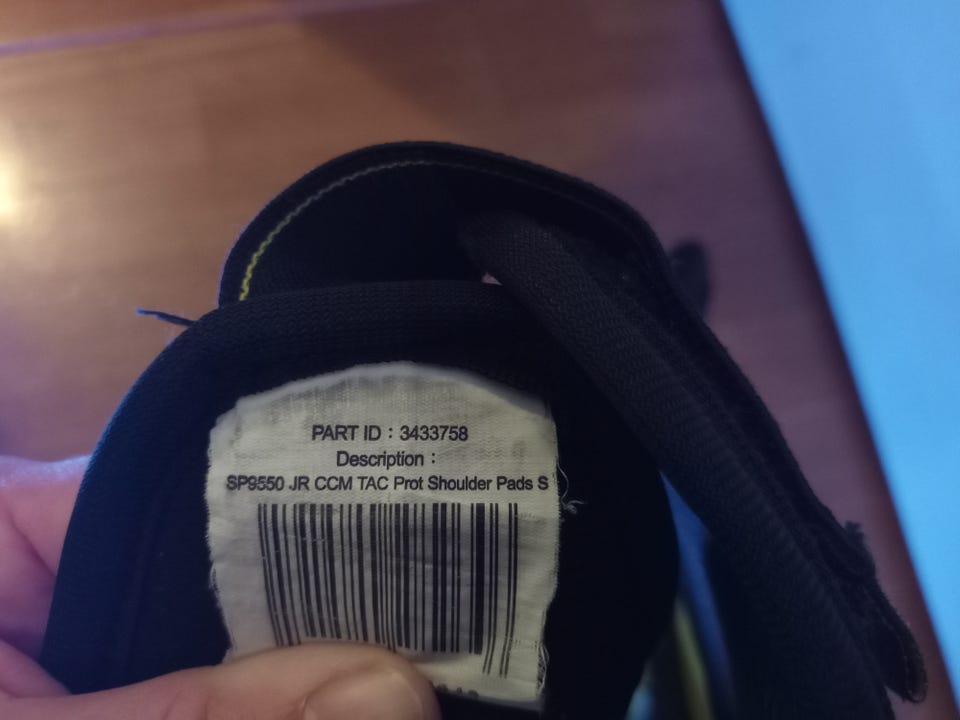 PART ID : 3433758
Description :
SP9550 JR CCM TAC Prot Shoulder Pads S